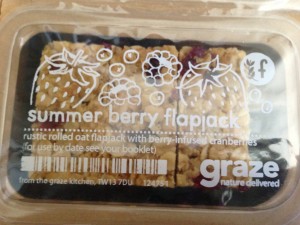 summer berry flapjack
rustic rolled oat flapjack with berry-infused cranberries
(for use by date see your booklet)
graze
nature delivered
from the graze kitchen, TW13 7DU
f